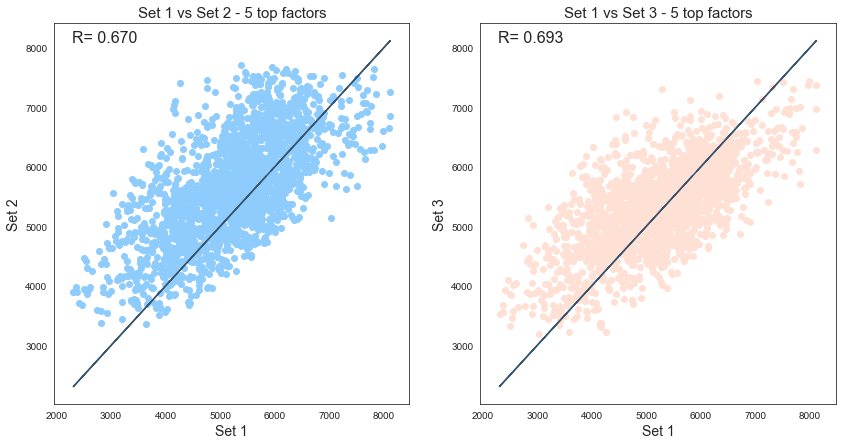 Set 1 vs Set 2 - 5 top factors
R= 0.670
8000
7000
6000
5000
4000
3000
Set 2
2000 3000 4000 5000 6000 7000 8000
Set 1
Set 1 vs Set 3 - 5 top factors
R= 0.693
8000
7000
6000
5000
4000
3000
Set 3
2000 3000 4000 5000 6000 7000 8000
Set 1